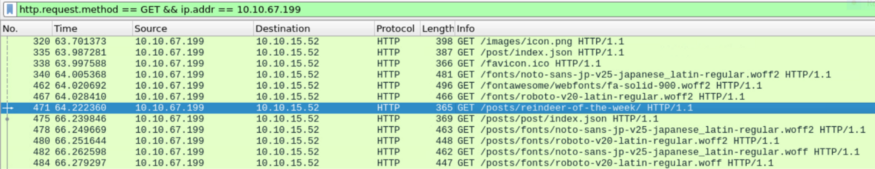 http.request.method == GET && ip.addr == 10.10.67.199
No. Time Source Destination Protocol Length Info
320 63.701373 10.10.67.199 10.10.15.52 HTTP 398 GET /images/icon.png HTTP/1.1
335 63.987281 10.10.67.199 10.10.15.52 HTTP 387 GET /post/index.json HTTP/1.1
338 63.997588 10.10.67.199 10.10.15.52 HTTP 366 GET /favicon.ico HTTP/1.1
340 64.005368 10.10.67.199 10.10.15.52 HTTP 481 GET /fonts/noto-sans-jp-v25-japanese_latin-regular.woff2 HTTP/1.1
462 64.020692 10.10.67.199 10.10.15.52 HTTP 496 GET /fontawesome/webfonts/fa-solid-900.woff2 HTTP/1.1
467 64.028410 10.10.67.199 10.10.15.52 HTTP 466 GET /fonts/roboto-v20-latin-regular.woff2 HTTP/1.1
471 64.222360 10.10.67.199 10.10.15.52 HTTP 365 GET /posts/reindeer-of-the-week/ HTTP/1.1
475 66.239846 10.10.67.199 10.10.15.52 HTTP 369 GET /posts/post/index.json HTTP/1.1
478 66.249669 10.10.67.199 10.10.15.52 HTTP 463 GET /posts/fonts/noto-sans-jp-v25-japanese_latin-regular.woff2 HTTP/1.1
480 66.251644 10.10.67.199 10.10.15.52 HTTP 448 GET /posts/fonts/roboto-v20-latin-regular.woff2 HTTP/1.1
482 66.262598 10.10.67.199 10.10.15.52 HTTP 462 GET /posts/fonts/noto-sans-jp-v25-japanese_latin-regular.woff HTTP/1.1
484 66.279297 10.10.67.199 10.10.15.52 HTTP 447 GET /posts/fonts/roboto-v20-latin-regular.woff HTTP/1.1